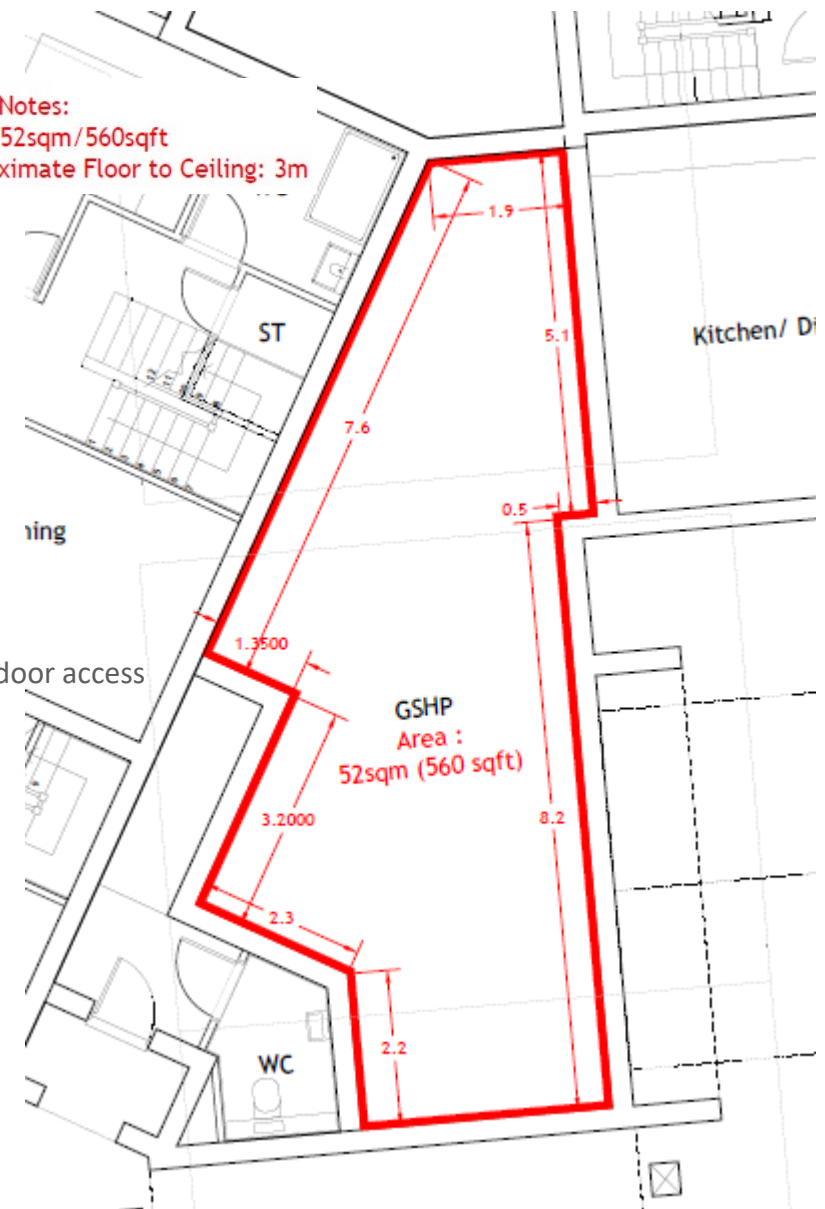 Notes:
52sqm/560sqft
ximate Floor to Ceiling: 3m
1.9
ST
5.1
Kitchen/ Di
7.6
0.5
ning
1.3500
door access
GSHP
Area :
52sqm (560 sqft)
3.2000
8.2
2.3
2.2
WC